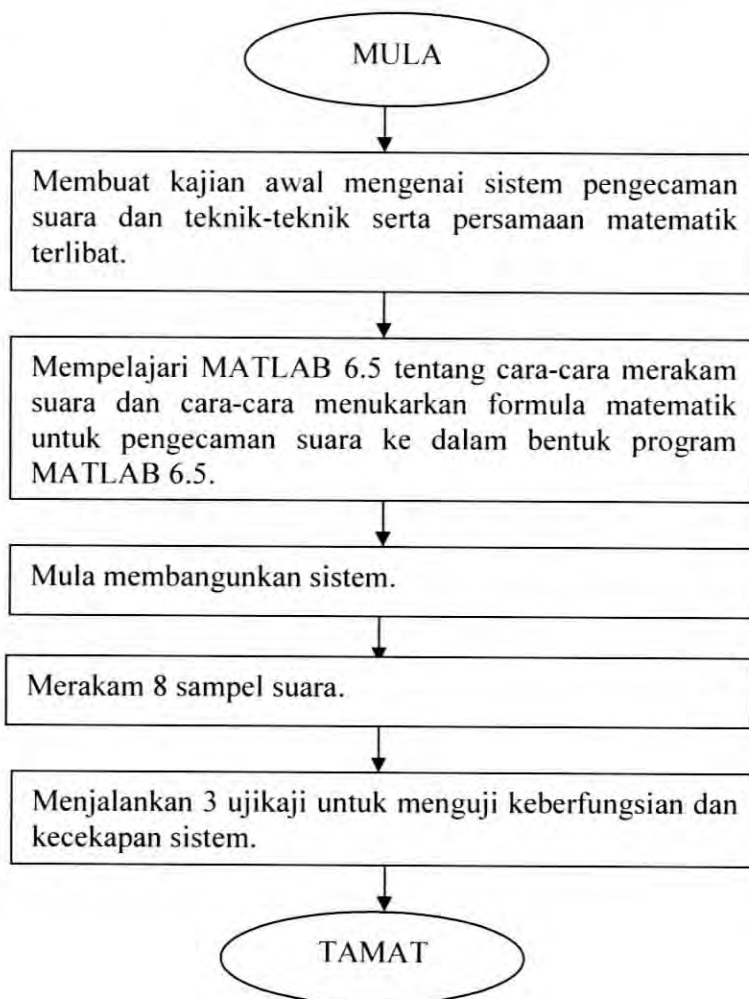 MULA
Membuat kajian awal mengenai sistem pengecaman
suara dan teknik-teknik serta persamaan matematik
terlibat.
Mempelajari MATLAB 6.5 tentang cara-cara merakam
suara dan cara-cara menukarkan formula matematik
untuk pengecaman suara ke dalam bentuk program
MATLAB 6.5.
Mula membangunkan sistem.
Merakam 8 sampel suara.
Menjalankan 3 ujikaji untuk menguji keberfungsian dan
kecekapan sistem.
TAMAT